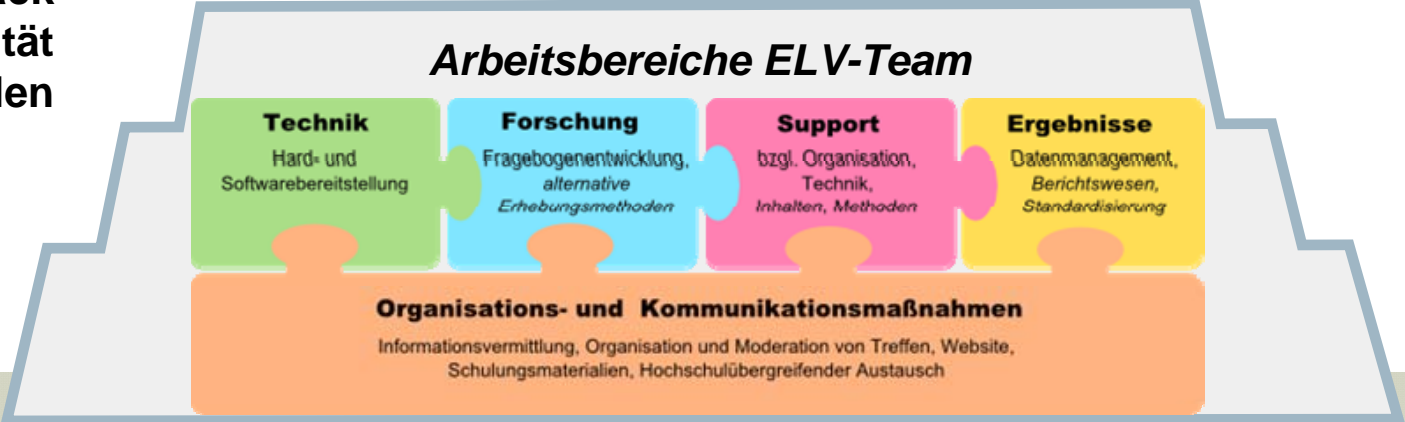 tät
den
Arbeitsbereiche ELV-Team
Technik
Hard- und
Softwarebereitstellung
Forschung
Fragebogenentwicklung,
alternative
Erhebungsmethoden
Support
bzgl. Organisation,
Technik,
Inhalten, Methoden
Ergebnisse
Datenmanagement,
Berichtswesen,
Standardisierung
Organisations- und Kommunikationsmaßnahmen
Informationsvermittlung, Organisation und Moderation von Treffen, Website,
Schulungsmaterialien, Hochschulübergreifender Austausch